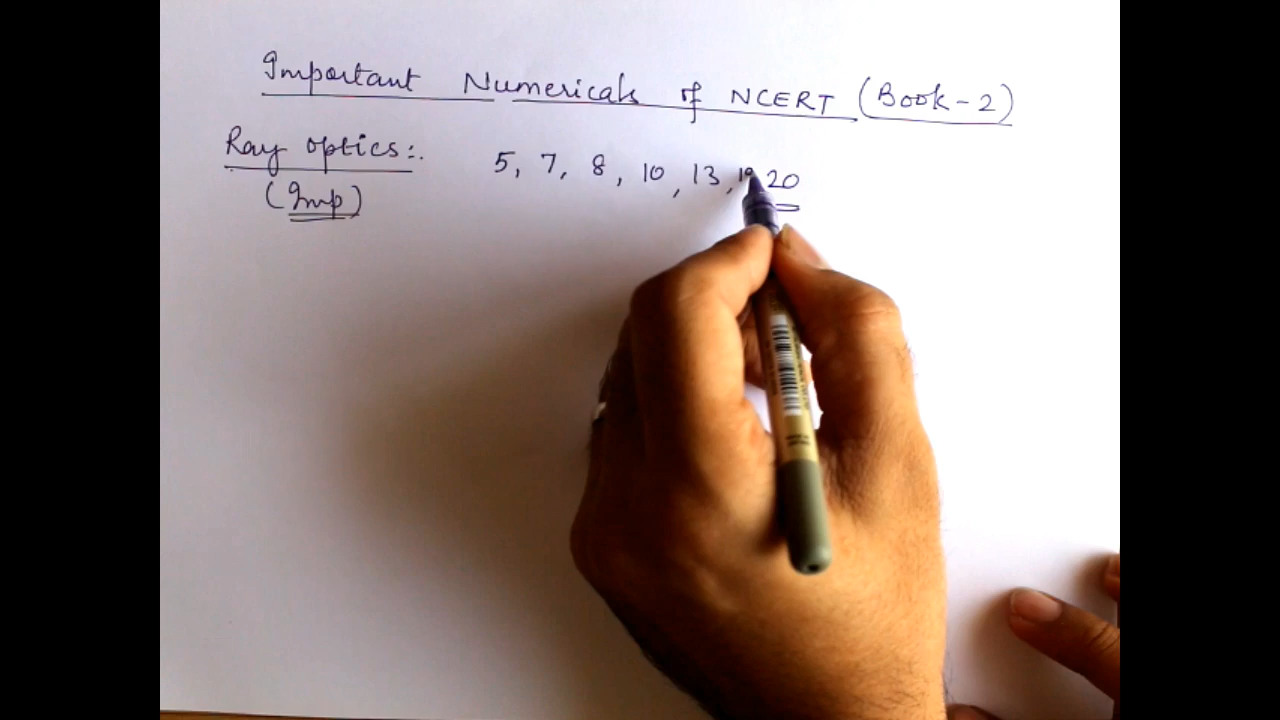 Important Numericals of NCERT (Book-2)
Ray optics:. 5, 7, 8, 10, 13, 20
(Imp)